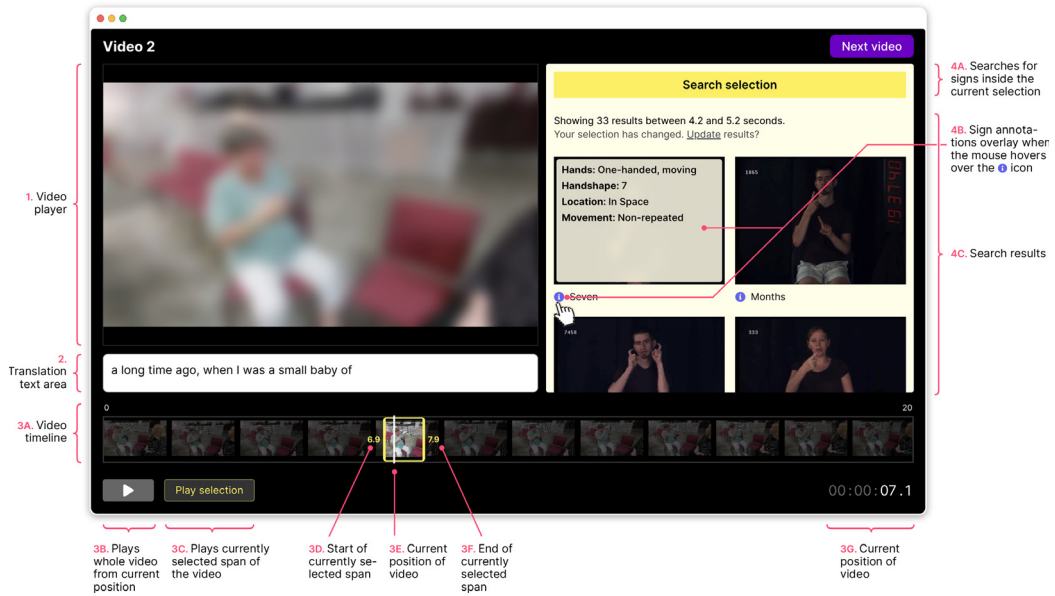 Video 2
Next video
Search selection
Showing 33 results between 4.2 and 5.2 seconds.
Your selection has changed. Update results?
Hands: One-handed, moving
Handshape: 7
Location: In Space
Movement: Non-repeated
1865
Seven
Months
7458
333
a long time ago, when I was a small baby of
0
20
6.9
7.9
Play selection
00:00:07.1
1. Video
player
2.
Translation
text area
3A. Video
timeline
3B. Plays
whole video
from current
position
3C. Plays currently
selected span of
the video
3D. Start of
currently se-
lected span
3E. Current
position of
video
3F. End of
currently
selected
span
3G. Current
position of
video
4A. Searches for
signs inside the
current selection
4B. Sign annota-
tions overlay when
the mouse hovers
over the i icon
4C. Search results